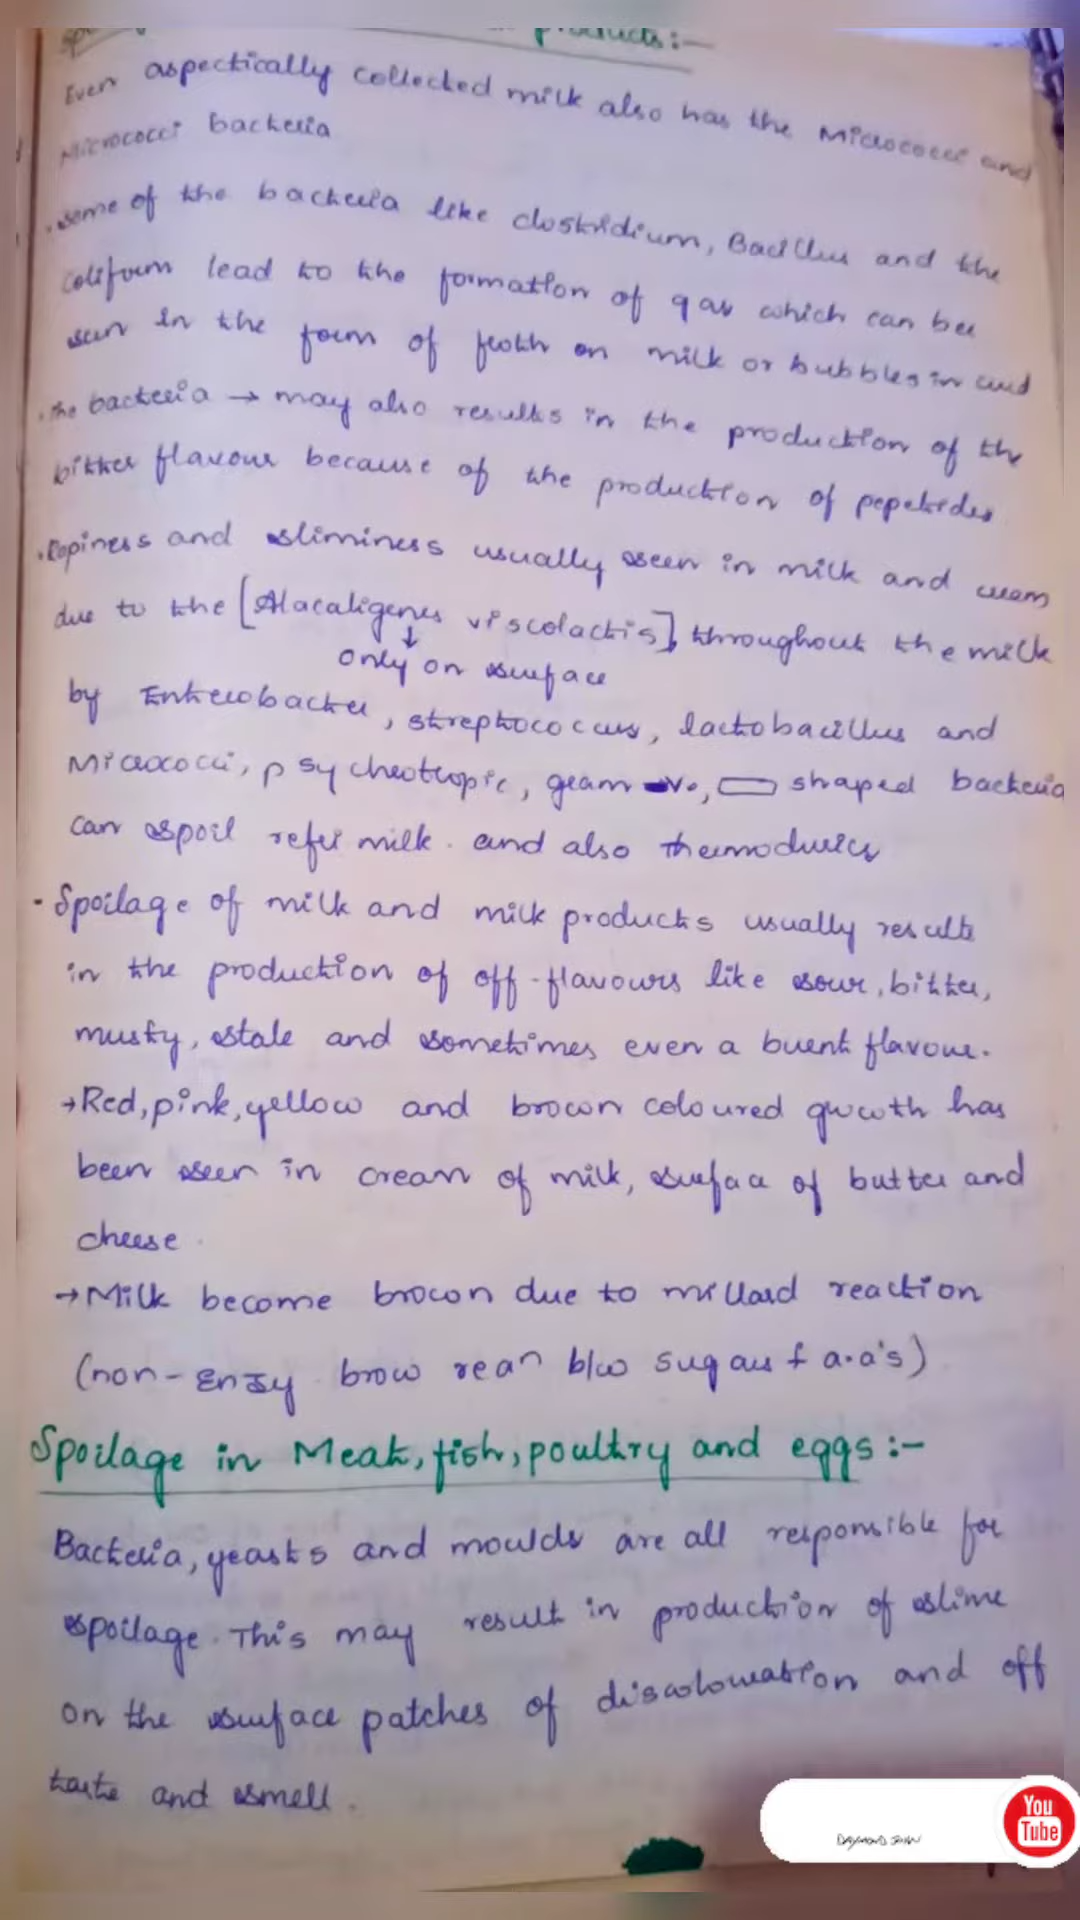 products:-
Even aspectically collected milk also has the Micrococci and
Micrococci bacteria
. some of the bacteria like clostridium, Bacillus and the
coliform lead to the formation of gas which can bee
seen in the form of froth on milk or bubbles in curd
. the bacteria → may also results in the production of the
bitter flavour because of the production of pepetides
. Ropiness and sliminess usually seen in milk and cream
due to the [Alacaligenes viscolactis], throughout the milk
↓
only on surface
by Enterobacter, streptococcus, lactobacillus and
Micrococci, psycheotropic, gram -ve, ▭ shaped bacteria
can spoil refri milk. and also thermodurics
- Spoilage of milk and milk products usually results
in the production of off-flavours like sour, bitter,
musty, stale and sometimes even a burnt flavour.
→ Red, pink, yellow and brown coloured growth has
been seen in cream of milk, surface of butter and
cheese.
→ Milk become brown due to millard reaction
(non-Enzy brow rean b/w sugars & a.a's)
Spoilage in Meat, fish, poultry and eggs:-
Bacteria, yeasts and moulds are all responsible for
spoilage. This may result in production of slime
on the surface patches of discolouration and off
taste and smell.
You
Tube